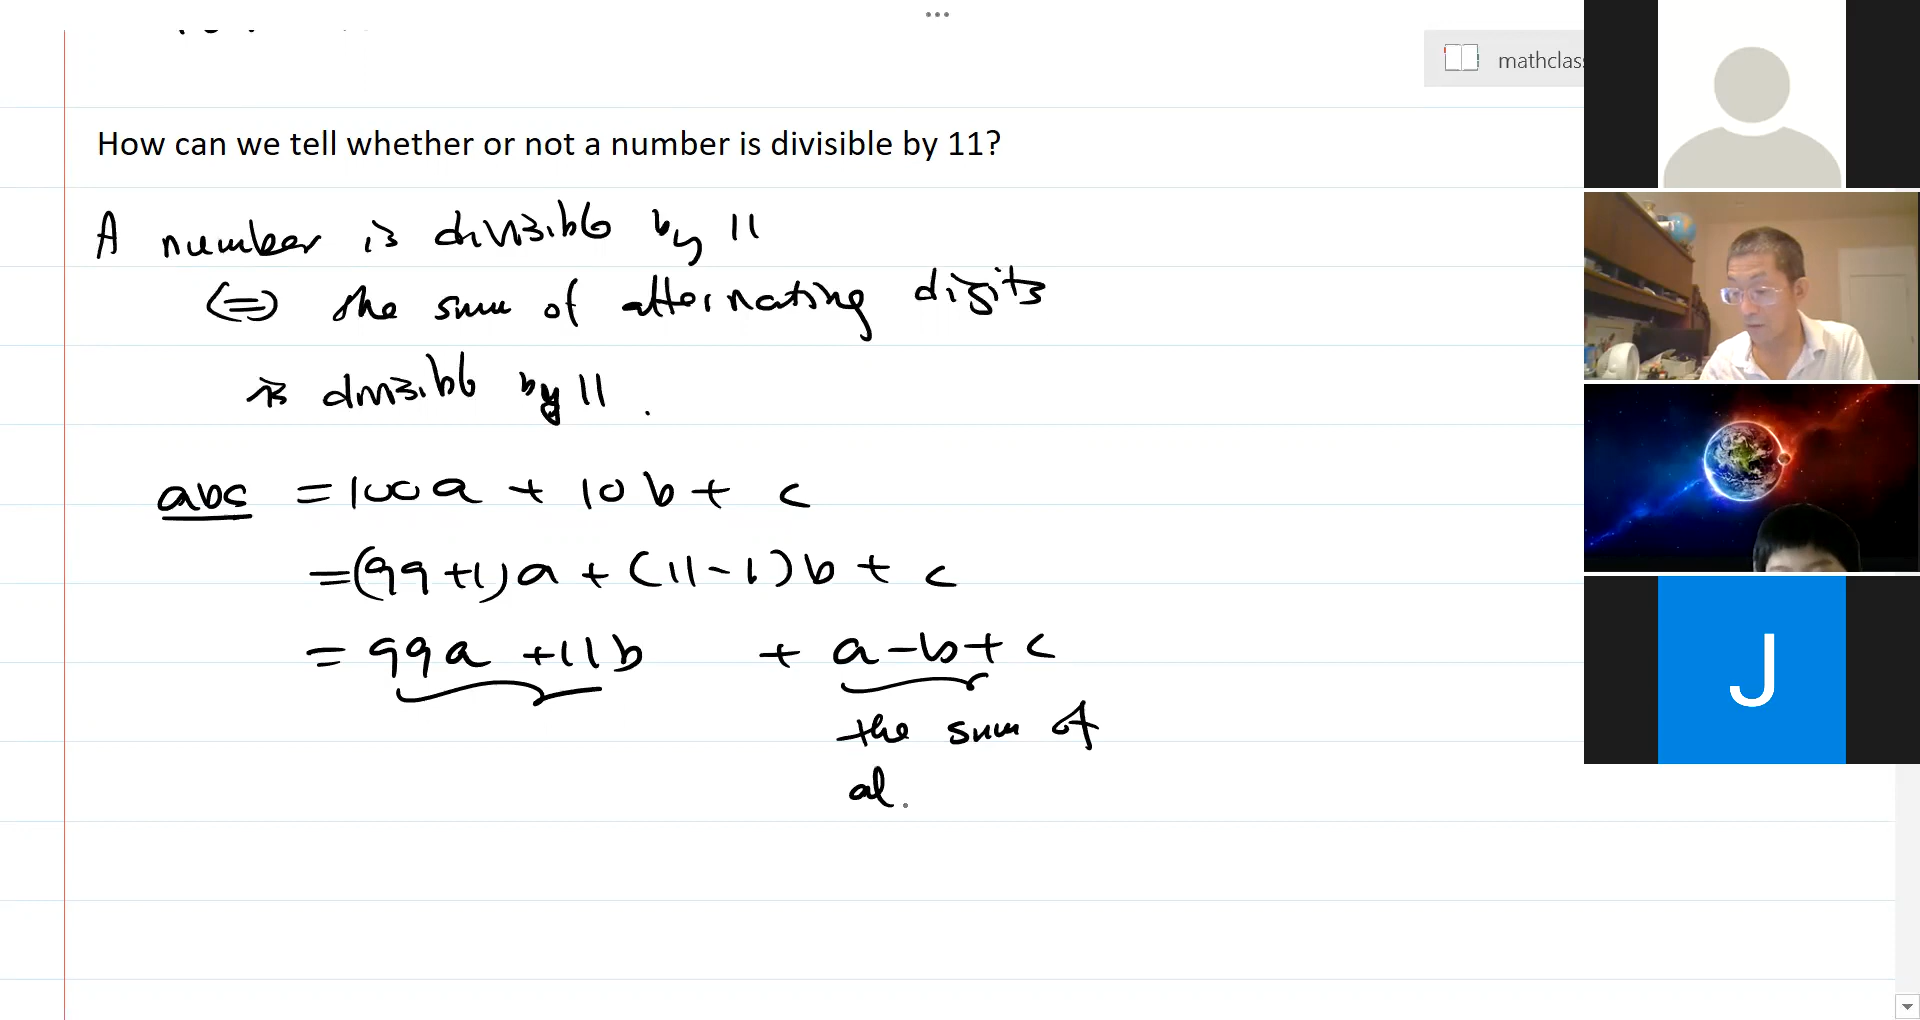 mathclas
How can we tell whether or not a number is divisible by 11?
A number is divisible by 11
(=) the sum of alternating digits
is divisible by 11.
abc = 100a + 10b + c
=(99+1)a + (11-1)b + c
= 99a +11b + a-b+c
the sum of
al.
J